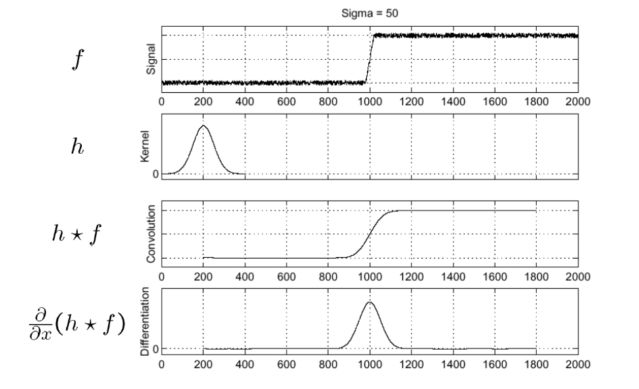 Sigma = 50
f
Signal
0 200 400 600 800 1000 1200 1400 1600 1800 2000
h
Kernel
0
0 200 400 600 800 1000 1200 1400 1600 1800 2000
h ⋆ f
Convolution
0 200 400 600 800 1000 1200 1400 1600 1800 2000
∂/∂x (h ⋆ f)
Differentiation
0
0 200 400 600 800 1000 1200 1400 1600 1800 2000